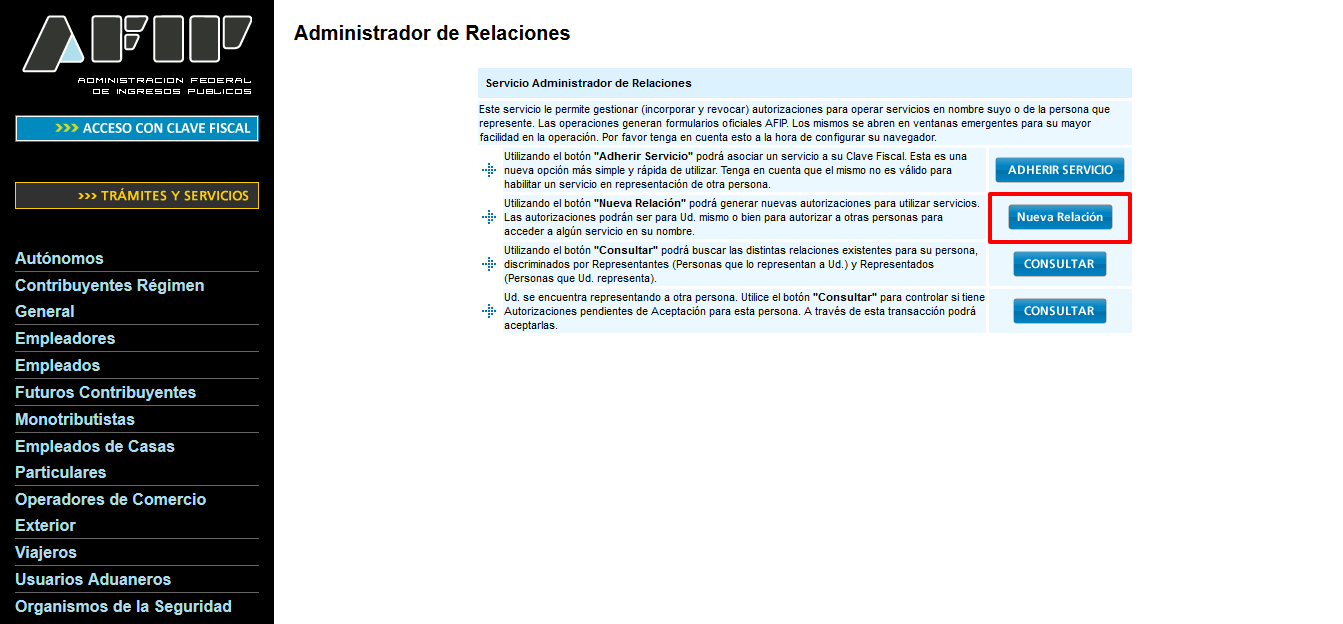 AFIP
ADMINISTRACION FEDERAL
DE INGRESOS PUBLICOS
>>> ACCESO CON CLAVE FISCAL
>>> TRÁMITES Y SERVICIOS
Autónomos
Contribuyentes Régimen
General
Empleadores
Empleados
Futuros Contribuyentes
Monotributistas
Empleados de Casas
Particulares
Operadores de Comercio
Exterior
Viajeros
Usuarios Aduaneros
Organismos de la Seguridad
Administrador de Relaciones
Servicio Administrador de Relaciones
Este servicio le permite gestionar (incorporar y revocar) autorizaciones para operar servicios en nombre suyo o de la persona que
represente. Las operaciones generan formularios oficiales AFIP. Los mismos se abren en ventanas emergentes para su mayor
facilidad en la operación. Por favor tenga en cuenta esto a la hora de configurar su navegador.
Utilizando el botón "Adherir Servicio" podrá asociar un servicio a su Clave Fiscal. Esta es una
nueva opción más simple y rápida de utilizar. Tenga en cuenta que el mismo no es válido para
habilitar un servicio en representación de otra persona.
ADHERIR SERVICIO
Utilizando el botón "Nueva Relación" podrá generar nuevas autorizaciones para utilizar servicios.
Las autorizaciones podrán ser para Ud. mismo o bien para autorizar a otras personas para
acceder a algún servicio en su nombre.
Nueva Relación
Utilizando el botón "Consultar" podrá buscar las distintas relaciones existentes para su persona,
discriminados por Representantes (Personas que lo representan a Ud.) y Representados
(Personas que Ud. representa).
CONSULTAR
Ud. se encuentra representando a otra persona. Utilice el botón "Consultar" para controlar si tiene
Autorizaciones pendientes de Aceptación para esta persona. A través de esta transacción podrá
aceptarlas.
CONSULTAR